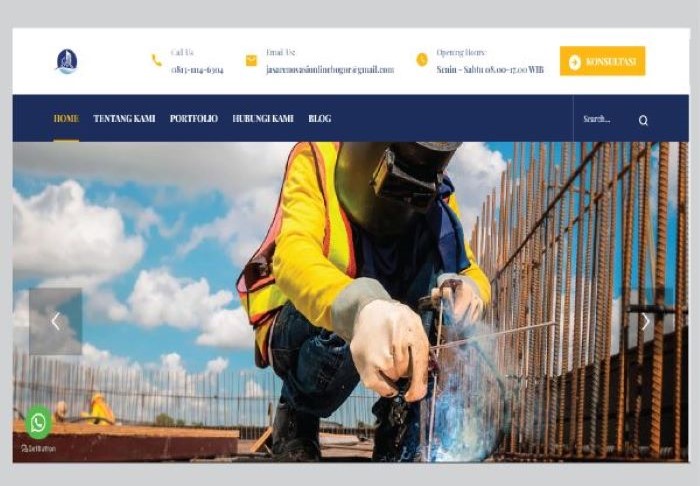 Call Us:
0813-1114-6304
Email Us:
jasarenovasionlinebogor@gmail.com
Opening Hours:
Senin - Sabtu 08.00-17.00 WIB
KONSULTASI
HOME TENTANG KAMI PORTFOLIO HUBUNGI KAMI BLOG Search...
GetButton